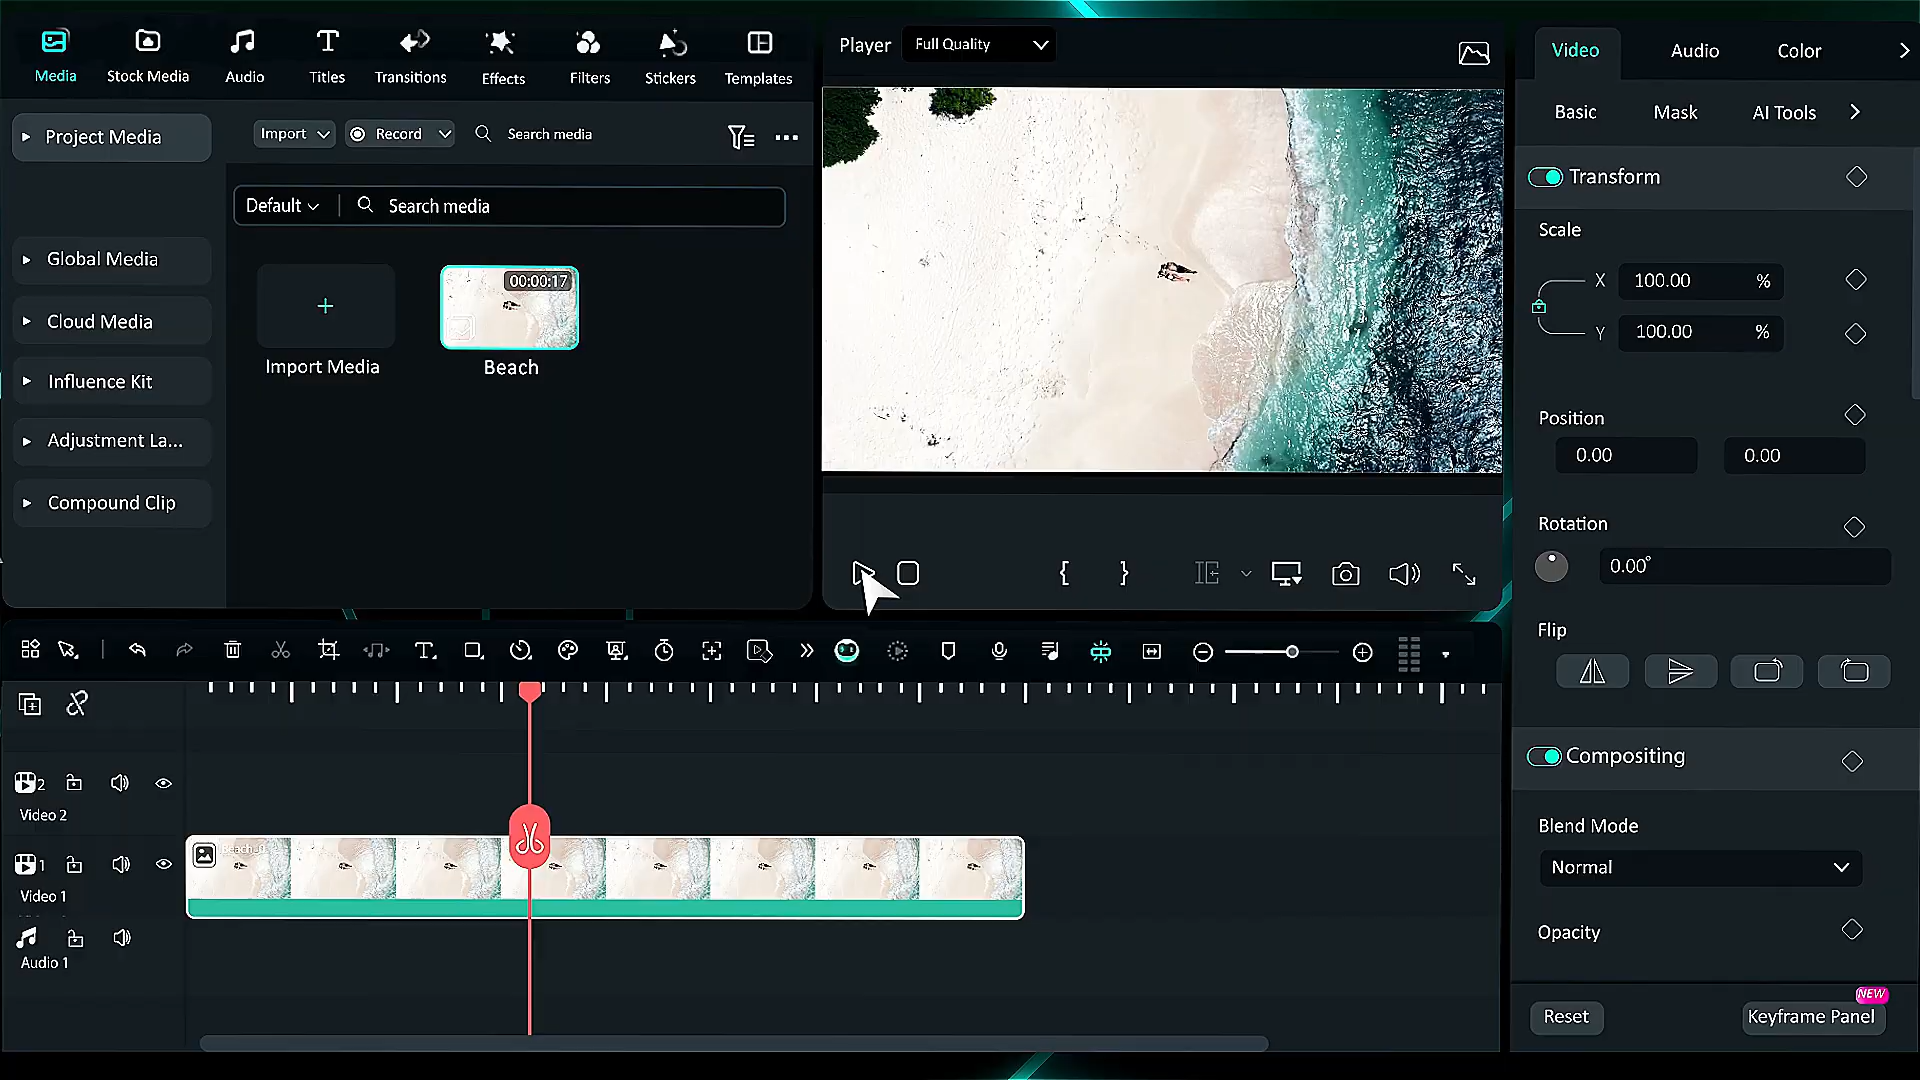 Media
Stock Media
Audio
Titles
Transitions
Effects
Filters
Stickers
Templates
Project Media
Import
Record
Search media
Default
Search media
Global Media
Cloud Media
Influence Kit
Adjustment La...
Compound Clip
Import Media
00:00:17
Beach
Player
Full Quality
Video
Audio
Color
Basic
Mask
AI Tools
Transform
Scale
X
100.00
%
Y
100.00
%
Position
0.00
0.00
Rotation
0.00°
Flip
Compositing
Blend Mode
Normal
Opacity
Reset
NEW
Keyframe Panel
2
Video 2
1
Video 1
Audio 1